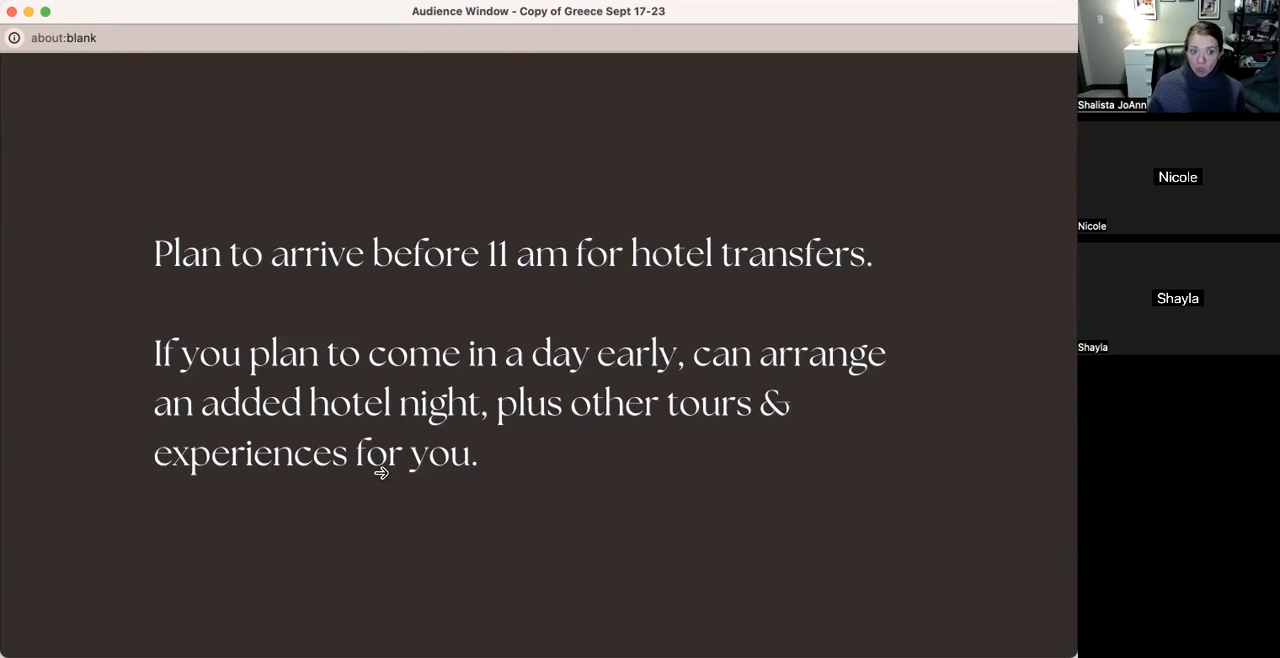 Audience Window - Copy of Greece Sept 17-23
about:blank
Plan to arrive before 11 am for hotel transfers.
If you plan to come in a day early, can arrange
an added hotel night, plus other tours &
experiences for you.
Shalista JoAnn
Nicole
Nicole
Shayla
Shayla